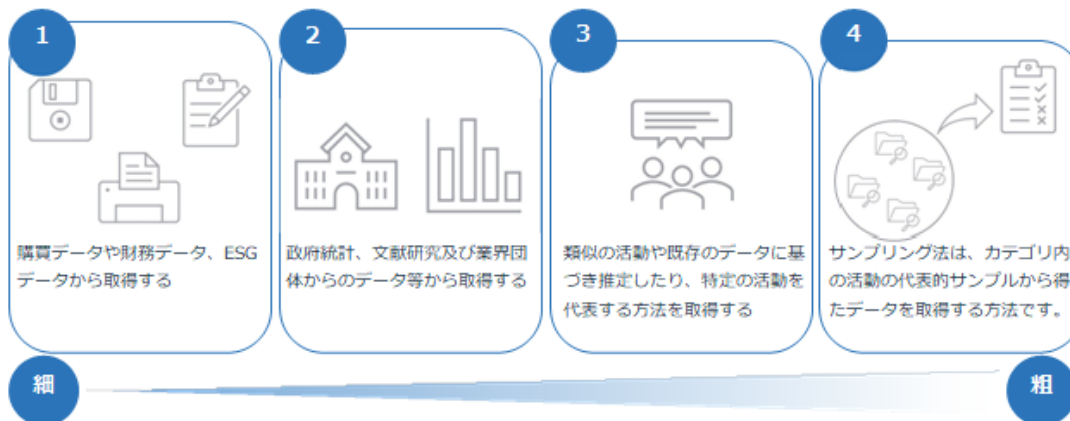 1
2
3
4
購買データや財務データ、ESG
データから取得する
政府統計、文献研究及び業界団
体からのデータ等から取得する
類似の活動や既存のデータに基
づき推定したり、特定の活動を
代表する方法を取得する
サンプリング法は、カテゴリ内
の活動の代表的サンプルから得
たデータを取得する方法です。
細
粗